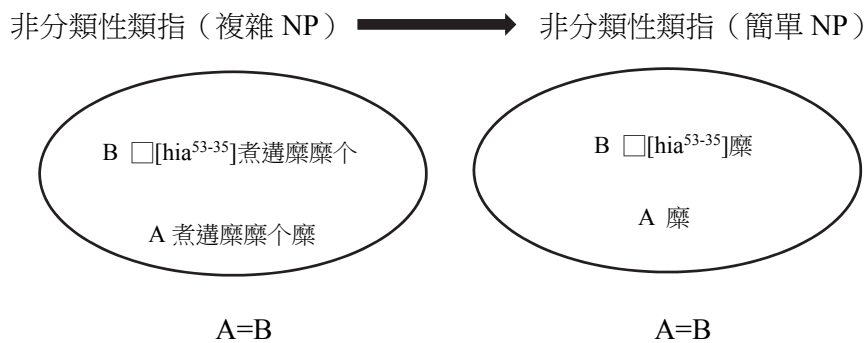 非分類性類指（複雜 NP） 非分類性類指（簡單 NP）
B □[hia⁵³⁻³⁵]煮遘糜糜个 B □[hia⁵³⁻³⁵]糜
A 煮遘糜糜个糜 A 糜
A=B A=B